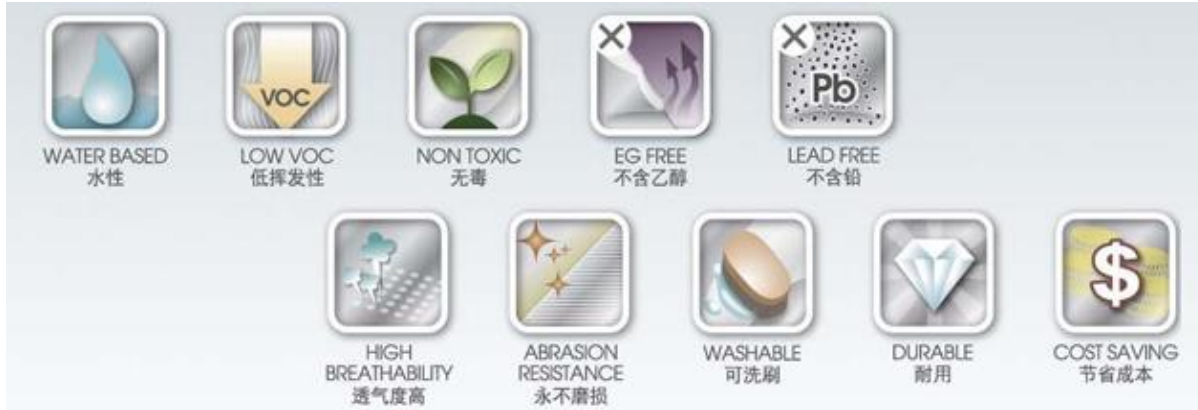 VOC
Pb
WATER BASED
水性
LOW VOC
低挥发性
NON TOXIC
无毒
EG FREE
不含乙醇
LEAD FREE
不含铅
$
HIGH
BREATHABILITY
透气度高
ABRASION
RESISTANCE
永不磨损
WASHABLE
可洗刷
DURABLE
耐用
COST SAVING
节省成本